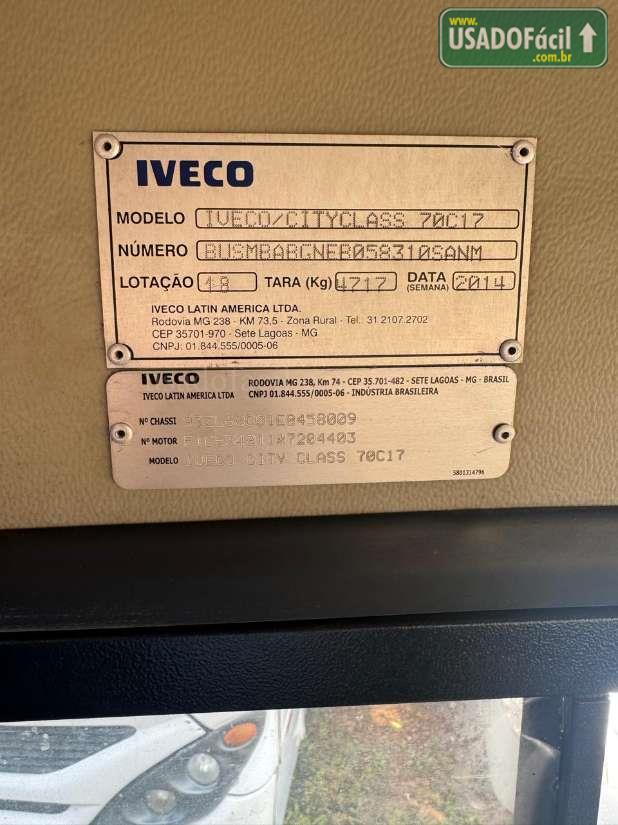 www.
USADOFácil
.com.br
IVECO
MODELO IVECO/CITYCLASS 70C17
NÚMERO BUSMBABGNEB058310SANM
LOTAÇÃO 18 TARA (Kg) 4717 DATA (SEMANA) 2014
IVECO LATIN AMERICA LTDA.
Rodovia MG 238 - KM 73,5 - Zona Rural - Tel.: 31.2107.2702
CEP 35701-970 - Sete Lagoas - MG
CNPJ: 01.844.555/0005-06
IVECO RODOVIA MG 238, Km 74 - CEP 35.701-482 - SETE LAGOAS - MG - BRASIL
IVECO LATIN AMERICA LTDA CNPJ 01.844.555/0005-06 - INDÚSTRIA BRASILEIRA
Nº CHASSI
Nº MOTOR
MODELO IVECO CITY CLASS 70C17
5801314796